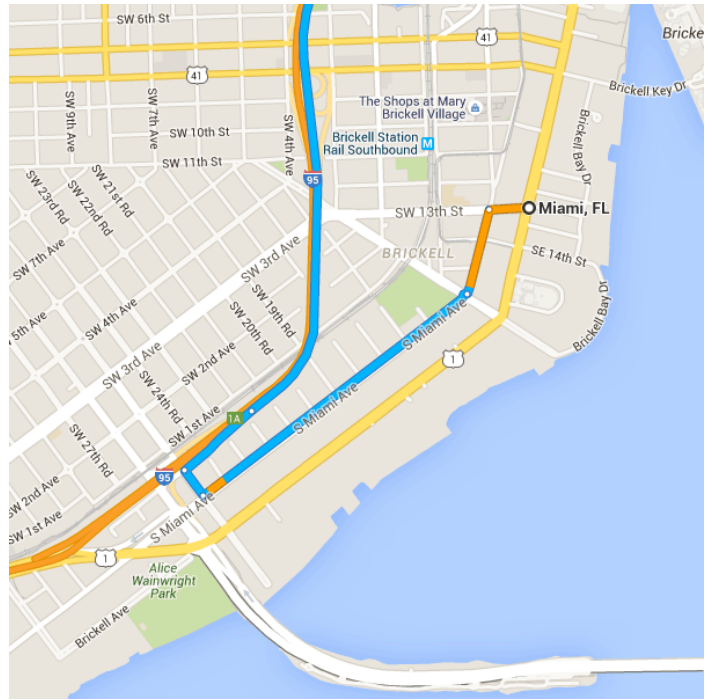 SW 6th St
41
41
Bricke
Brickell Key Dr
SW 9th Ave
SW 7th Ave
SW 10th St
SW 4th Ave
The Shops at Mary
Brickell Village
Brickell Bay Dr
Brickell Station
Rail Southbound
M
SW 11th St
95
SW 21st Rd
SW 22nd Rd
SW 23rd Rd
SW 13th St
Miami, FL
SW 3rd Ave
SW 7th Ave
BRICKELL
SE 14th St
SW 19th Rd
SW 20th Rd
SW 4th Ave
5th Ave
S Miami Ave
Brickell Bay Dr
SW 3rd Ave
SW 2nd Ave
1
SW 24th Rd
SW 1st Ave
1A
S Miami Ave
SW 27th Rd
95
SW 2nd Ave
SW 1st Ave
S Miami Ave
1
Alice
Wainwright
Park
Brickell Ave